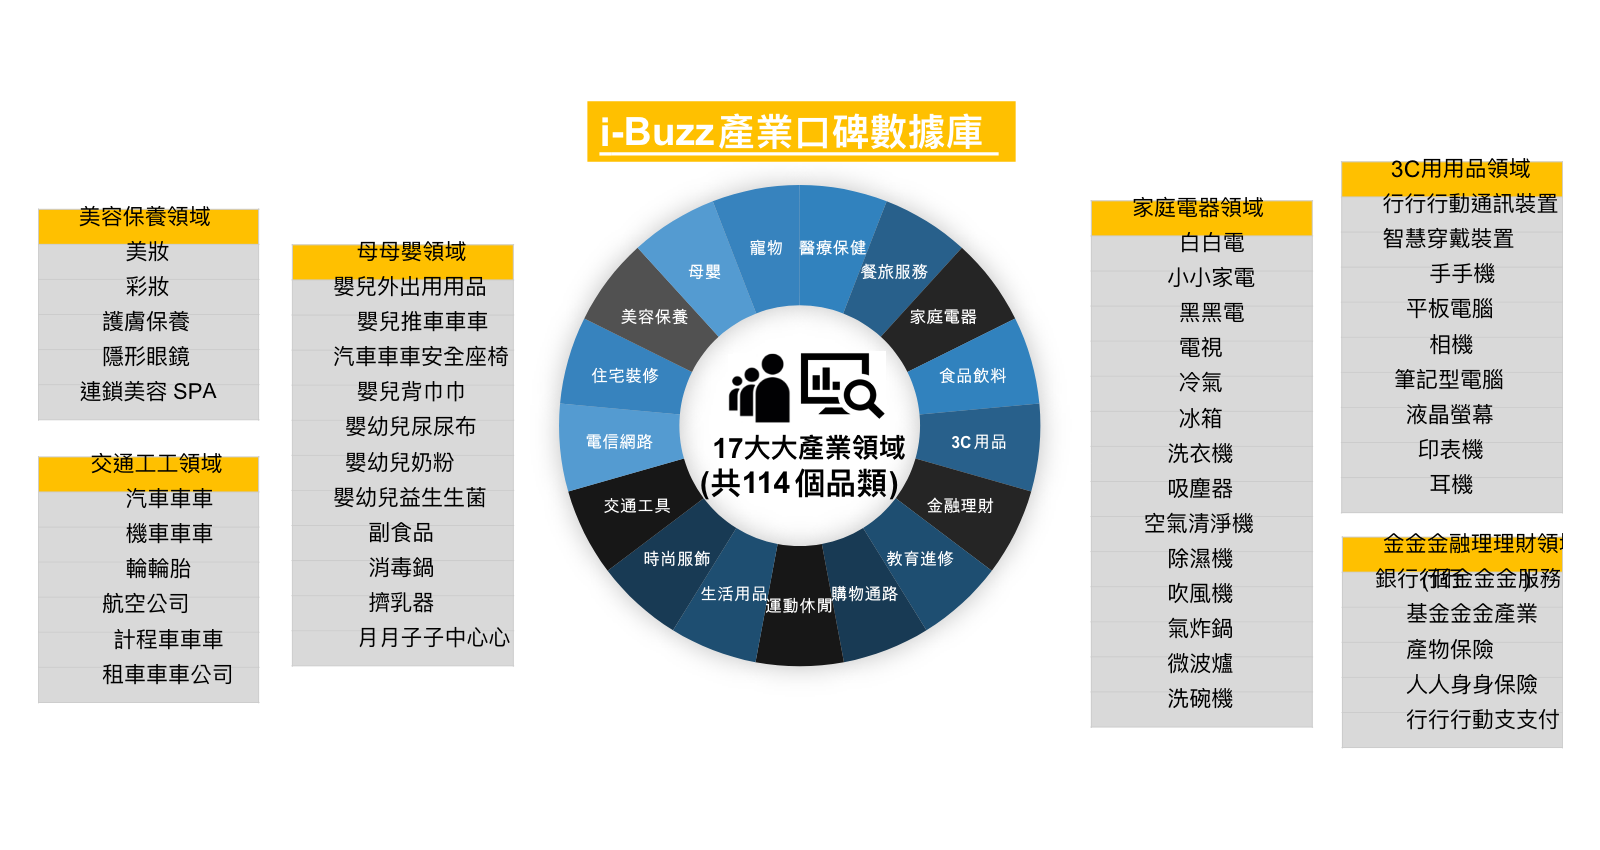 i-Buzz產業口碑數據庫
美容保養領域
美妝
彩妝
護膚保養
隱形眼鏡
連鎖美容 SPA
交通工工領域
汽車車車
機車車車
輪輪胎
航空公司
計程車車車
租車車車公司
母母嬰領域
嬰兒外出用用品
嬰兒推車車車
汽車車車安全座椅
嬰兒背巾巾
嬰幼兒尿尿布
嬰幼兒奶粉
嬰幼兒益生生菌
副食品
消毒鍋
擠乳器
月月子子中心心
寵物
醫療保健
母嬰
餐旅服務
美容保養
家庭電器
住宅裝修
食品飲料
電信網路
3C用品
交通工具
金融理財
時尚服飾
教育進修
生活用品
運動休閒
購物通路
17大大產業領域
(共114個品類)
家庭電器領域
白白電
小小家電
黑黑電
電視
冷氣
冰箱
洗衣機
吸塵器
空氣清淨機
除濕機
吹風機
氣炸鍋
微波爐
洗碗機
3C用用品領域
行行行動通訊裝置
智慧穿戴裝置
手手機
平板電腦
相機
筆記型電腦
液晶螢幕
印表機
耳機
金金金融理理財領域
銀行行行(個金金金服務)
基金金金產業
產物保險
人人身身保險
行行行動支支付